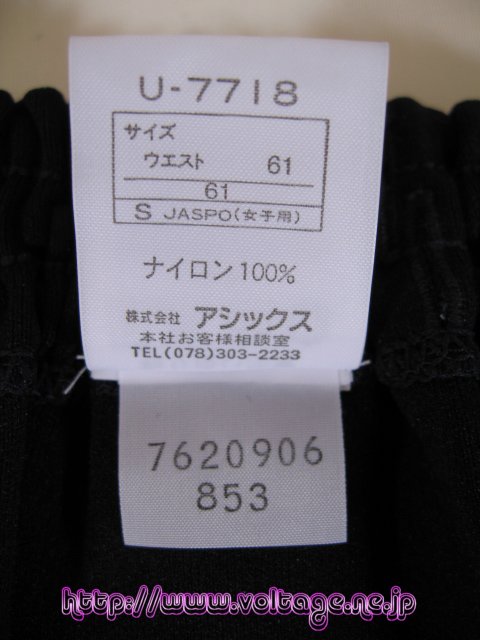 U-7718
サイズ
ウエスト 61
61
S JASPO(女子用)
ナイロン100%
株式会社 アシックス
本社お客様相談室
TEL(078)303-2233
7620906
853
http://www.voltage.ne.jp